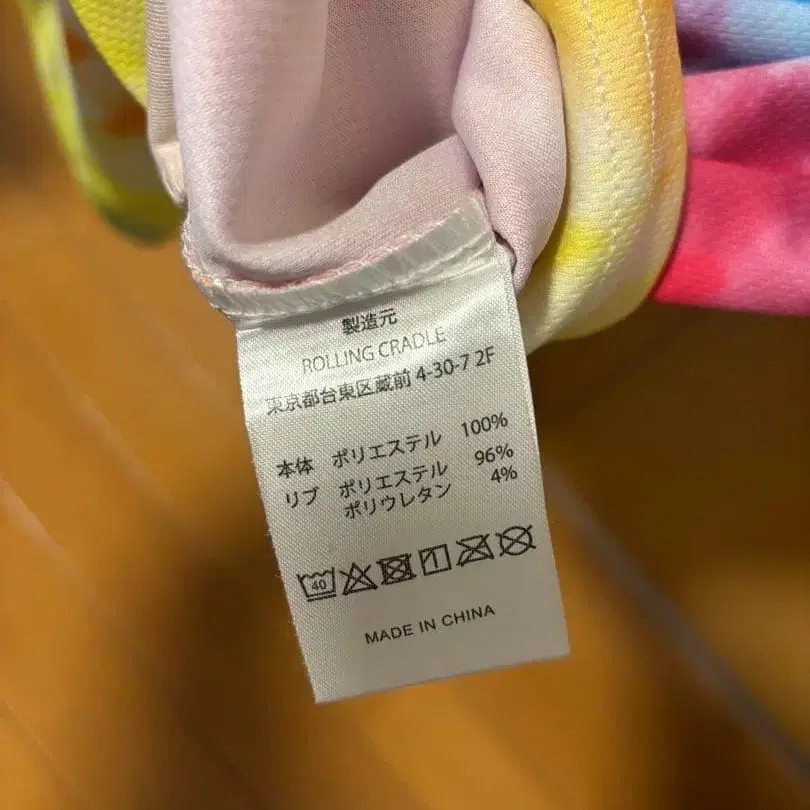 製造元
ROLLING CRADLE
東京都台東区蔵前 4-30-7 2F
本体 ポリエステル 100%
リブ ポリエステル 96%
ポリウレタン 4%
40
MADE IN CHINA